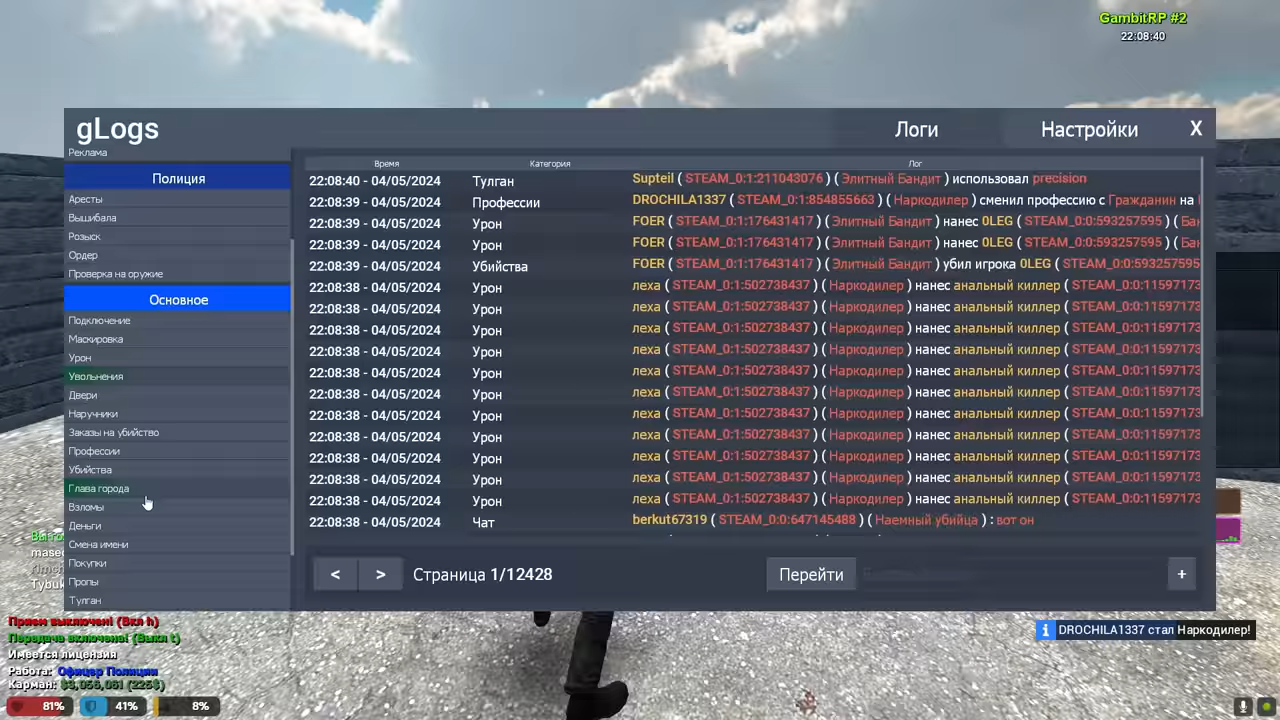 GambitRP #2
22:08:40
gLogs
Логи
Настройки
X
Реклама
Полиция
Аресты
Вышибала
Розыск
Ордер
Проверка на оружие
Основное
Подключение
Маскировка
Урон
Увольнения
Двери
Наручники
Заказы на убийство
Профессии
Убийства
Глава города
Взломы
Деньги
Смена имени
Покупки
Пропы
Тулган
Время Категория Лог
22:08:40 - 04/05/2024 Тулган Supteil ( STEAM_0:1:211043076 ) ( Элитный Бандит ) использовал precision
22:08:39 - 04/05/2024 Профессии DROCHILA1337 ( STEAM_0:1:854855663 ) ( Наркодилер ) сменил профессию с Гражданин на
22:08:39 - 04/05/2024 Урон FOER ( STEAM_0:1:176431417 ) ( Элитный Бандит ) нанес 0LEG ( STEAM_0:0:593257595 ) ( Бан
22:08:39 - 04/05/2024 Урон FOER ( STEAM_0:1:176431417 ) ( Элитный Бандит ) нанес 0LEG ( STEAM_0:0:593257595 ) ( Бан
22:08:39 - 04/05/2024 Убийства FOER ( STEAM_0:1:176431417 ) ( Элитный Бандит ) убил игрока 0LEG ( STEAM_0:0:593257595
22:08:38 - 04/05/2024 Урон леха ( STEAM_0:1:502738437 ) ( Наркодилер ) нанес анальный киллер ( STEAM_0:0:11597173
22:08:38 - 04/05/2024 Урон леха ( STEAM_0:1:502738437 ) ( Наркодилер ) нанес анальный киллер ( STEAM_0:0:11597173
22:08:38 - 04/05/2024 Урон леха ( STEAM_0:1:502738437 ) ( Наркодилер ) нанес анальный киллер ( STEAM_0:0:11597173
22:08:38 - 04/05/2024 Урон леха ( STEAM_0:1:502738437 ) ( Наркодилер ) нанес анальный киллер ( STEAM_0:0:11597173
22:08:38 - 04/05/2024 Урон леха ( STEAM_0:1:502738437 ) ( Наркодилер ) нанес анальный киллер ( STEAM_0:0:11597173
22:08:38 - 04/05/2024 Урон леха ( STEAM_0:1:502738437 ) ( Наркодилер ) нанес анальный киллер ( STEAM_0:0:11597173
22:08:38 - 04/05/2024 Урон леха ( STEAM_0:1:502738437 ) ( Наркодилер ) нанес анальный киллер ( STEAM_0:0:11597173
22:08:38 - 04/05/2024 Урон леха ( STEAM_0:1:502738437 ) ( Наркодилер ) нанес анальный киллер ( STEAM_0:0:11597173
22:08:38 - 04/05/2024 Урон леха ( STEAM_0:1:502738437 ) ( Наркодилер ) нанес анальный киллер ( STEAM_0:0:11597173
22:08:38 - 04/05/2024 Урон леха ( STEAM_0:1:502738437 ) ( Наркодилер ) нанес анальный киллер ( STEAM_0:0:11597173
22:08:38 - 04/05/2024 Урон леха ( STEAM_0:1:502738437 ) ( Наркодилер ) нанес анальный киллер ( STEAM_0:0:11597173
22:08:38 - 04/05/2024 Чат berkut67319 ( STEAM_0:0:647145488 ) ( Наемный убийца ) : вот он
< > Страница 1/12428 Перейти +
Прием выключен! (Вкл h)
Передача включена! (Выкл t)
Имеется лицензия
Работа: Офицер Полиции
Карман: $3,056,061 (225$)
81% 41% 8%
DROCHILA1337 стал Наркодилер!